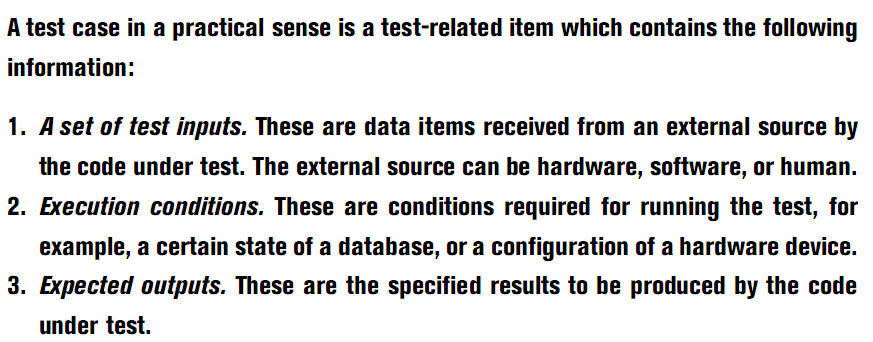 A test case in a practical sense is a test-related item which contains the following
information:
1. A set of test inputs. These are data items received from an external source by
the code under test. The external source can be hardware, software, or human.
2. Execution conditions. These are conditions required for running the test, for
example, a certain state of a database, or a configuration of a hardware device.
3. Expected outputs. These are the specified results to be produced by the code
under test.